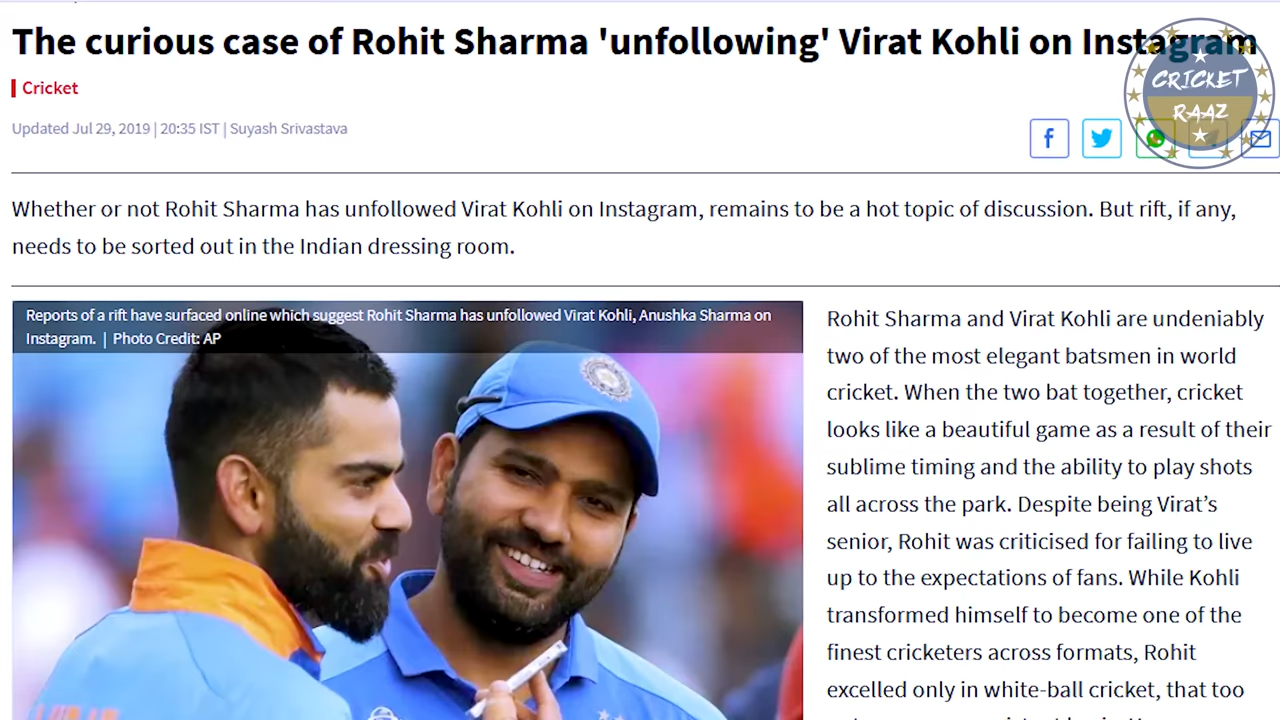 The curious case of Rohit Sharma 'unfollowing' Virat Kohli on Instagram
CRICKET
RAAZ
Cricket
Updated Jul 29, 2019 | 20:35 IST | Suyash Srivastava
Whether or not Rohit Sharma has unfollowed Virat Kohli on Instagram, remains to be a hot topic of discussion. But rift, if any,
needs to be sorted out in the Indian dressing room.
Reports of a rift have surfaced online which suggest Rohit Sharma has unfollowed Virat Kohli, Anushka Sharma on
Instagram. | Photo Credit: AP
Rohit Sharma and Virat Kohli are undeniably
two of the most elegant batsmen in world
cricket. When the two bat together, cricket
looks like a beautiful game as a result of their
sublime timing and the ability to play shots
all across the park. Despite being Virat’s
senior, Rohit was criticised for failing to live
up to the expectations of fans. While Kohli
transformed himself to become one of the
finest cricketers across formats, Rohit
excelled only in white-ball cricket, that too